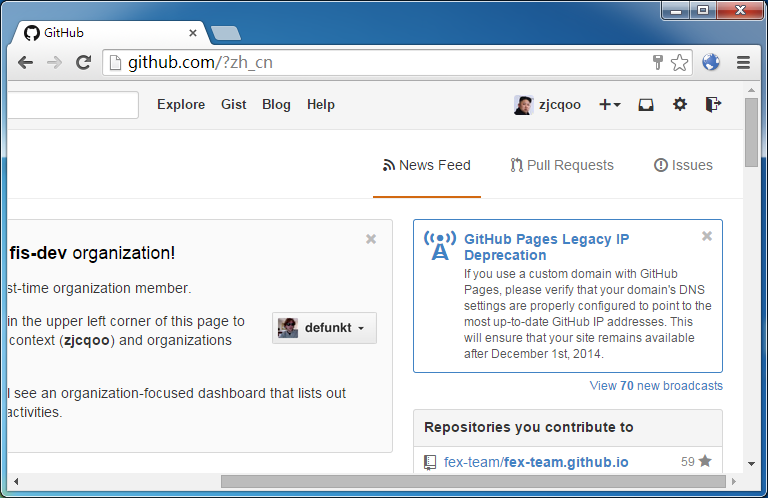 GitHub
github.com/?zh_cn
Explore Gist Blog Help
zjcqoo
News Feed
Pull Requests
Issues
fis-dev organization!
st-time organization member.
in the upper left corner of this page to
context (zjcqoo) and organizations
defunkt
l see an organization-focused dashboard that lists out
activities.
GitHub Pages Legacy IP
Deprecation
If you use a custom domain with GitHub
Pages, please verify that your domain's DNS
settings are properly configured to point to the
most up-to-date GitHub IP addresses. This
will ensure that your site remains available
after December 1st, 2014.
View 70 new broadcasts
Repositories you contribute to
fex-team/fex-team.github.io
59